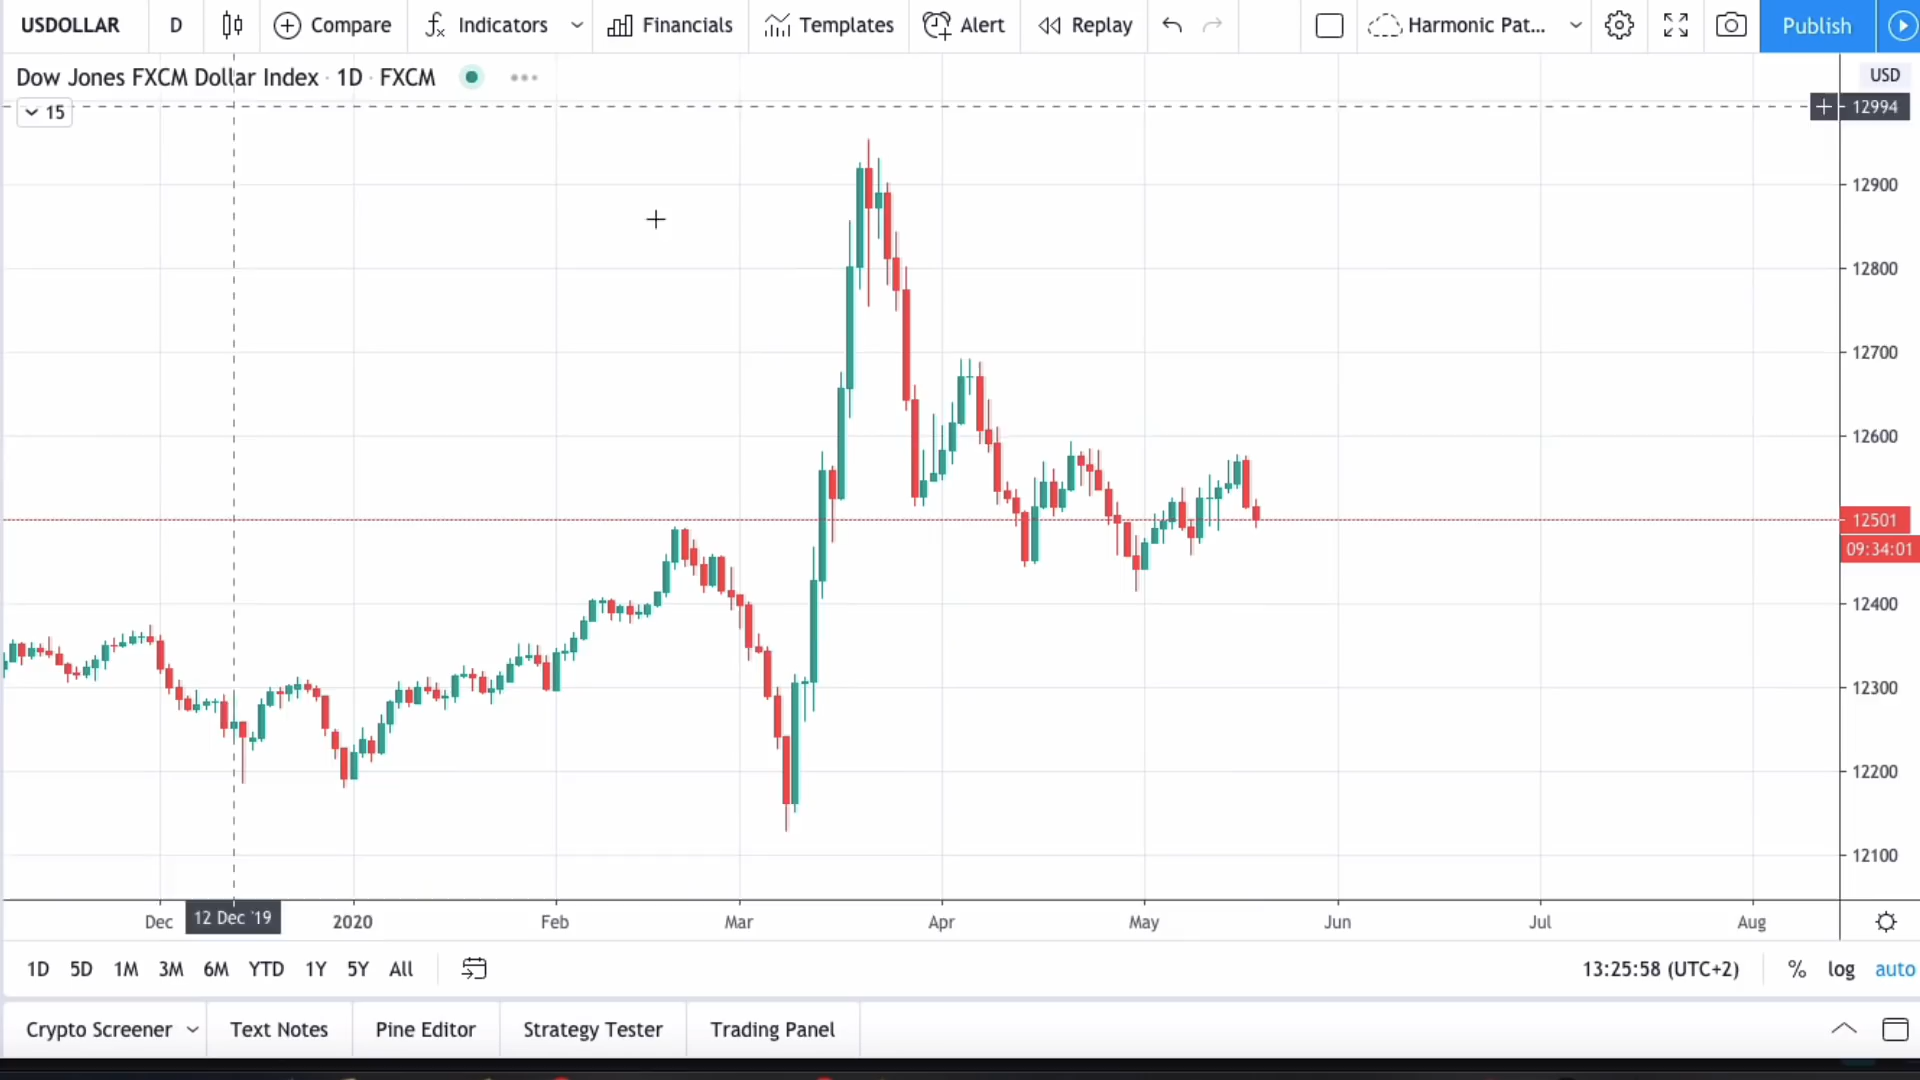 USDOLLAR D Compare Indicators Financials Templates Alert Replay Harmonic Pat... Publish
Dow Jones FXCM Dollar Index · 1D · FXCM
USD
15
12994
12900
12800
12700
12600
12501
09:34:01
12400
12300
12200
12100
Dec 12 Dec '19 2020 Feb Mar Apr May Jun Jul Aug
1D 5D 1M 3M 6M YTD 1Y 5Y All 13:25:58 (UTC+2) % log auto
Crypto Screener Text Notes Pine Editor Strategy Tester Trading Panel